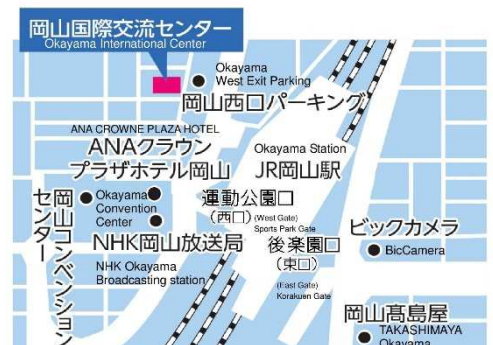 岡山国際交流センター
Okayama International Center
Okayama
West Exit Parking
岡山西口パーキング
ANA CROWNE PLAZA HOTEL
ANAクラウン
プラザホテル岡山
Okayama Station
JR岡山駅
岡山コンベンション
センター
Okayama
Convention
Center
運動公園口
(西口)
(West Gate)
Sports Park Gate
NHK岡山放送局
NHK Okayama
Broadcasting station
後楽園口
(東口)
(East Gate)
Korakuen Gate
ビックカメラ
BicCamera
岡山髙島屋
TAKASHIMAYA
Okayama